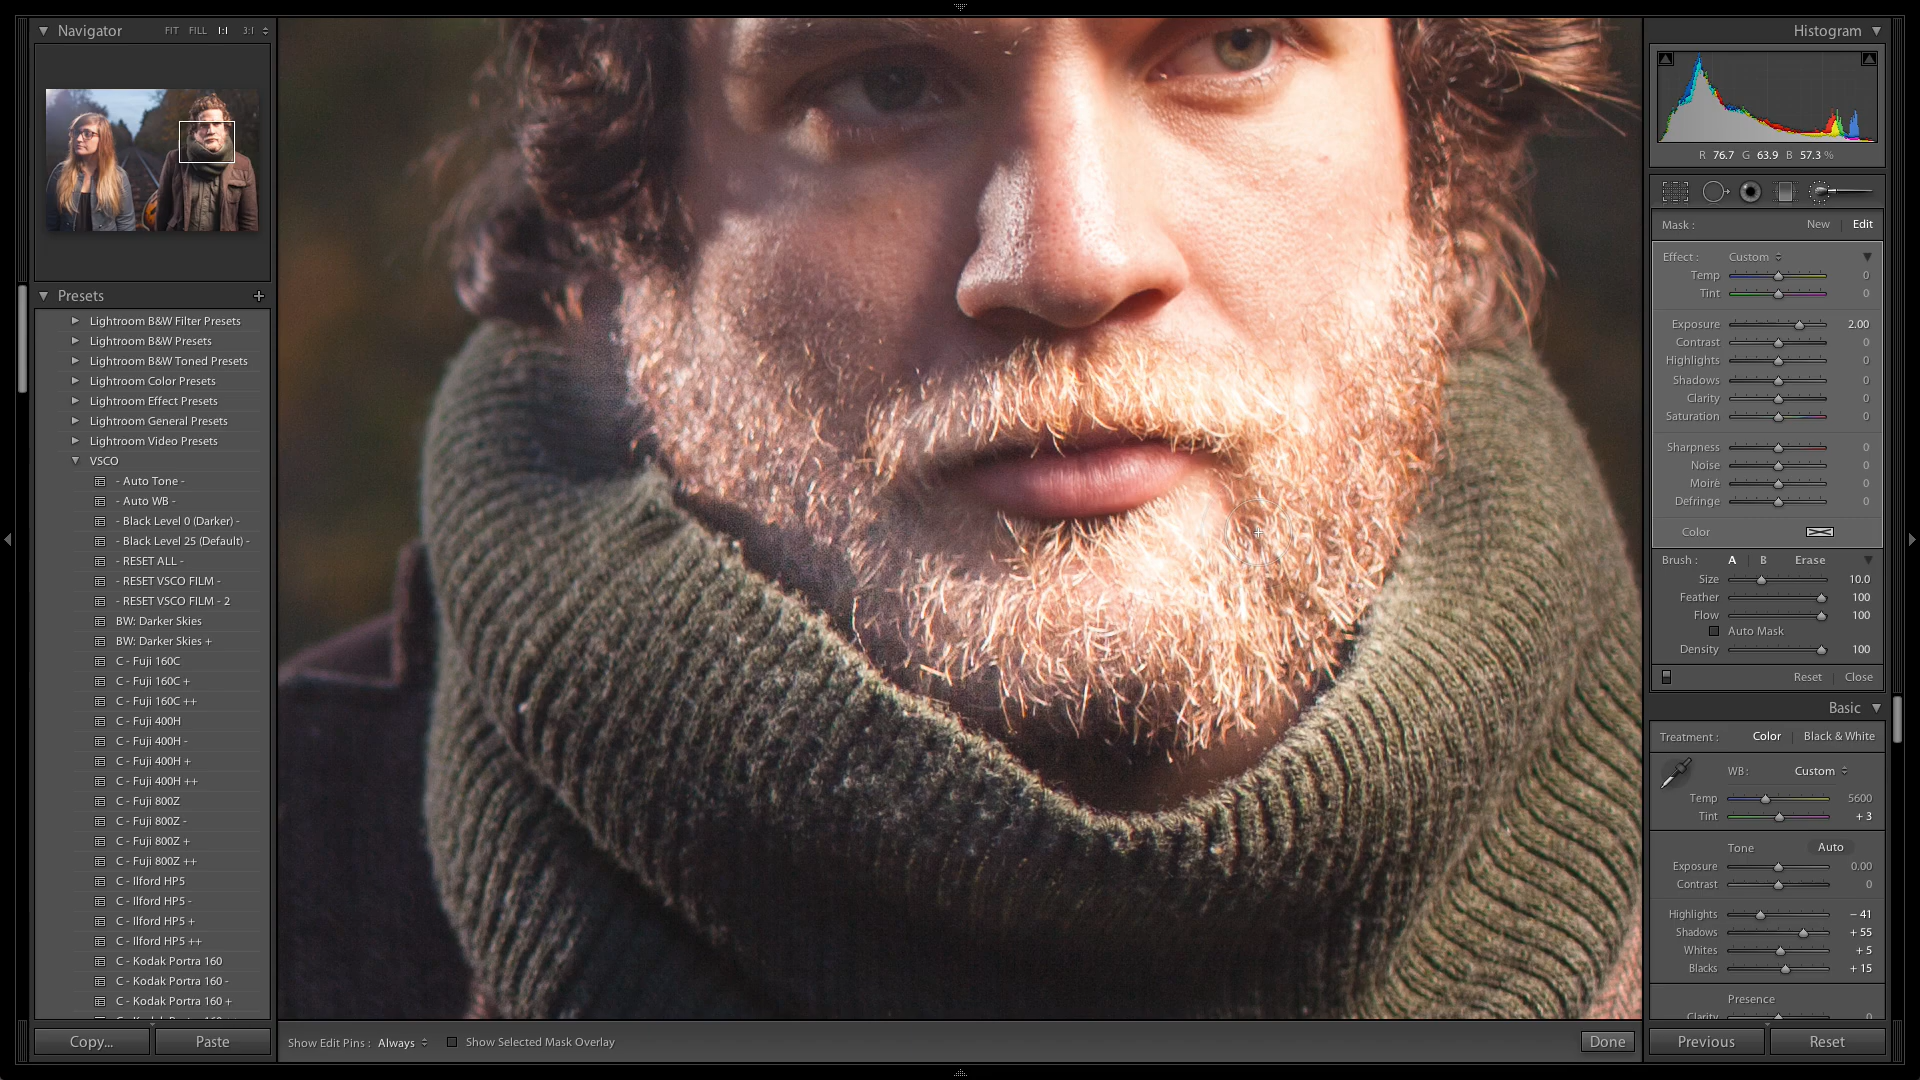 Navigator FIT FILL 1:1 3:1
Presets +
Lightroom B&W Filter Presets
Lightroom B&W Presets
Lightroom B&W Toned Presets
Lightroom Color Presets
Lightroom Effect Presets
Lightroom General Presets
Lightroom Video Presets
VSCO
- Auto Tone -
- Auto WB -
- Black Level 0 (Darker) -
- Black Level 25 (Default) -
- RESET ALL -
- RESET VSCO FILM -
- RESET VSCO FILM - 2
BW: Darker Skies
BW: Darker Skies +
C - Fuji 160C
C - Fuji 160C +
C - Fuji 160C ++
C - Fuji 400H
C - Fuji 400H -
C - Fuji 400H +
C - Fuji 400H ++
C - Fuji 800Z
C - Fuji 800Z -
C - Fuji 800Z +
C - Fuji 800Z ++
C - Ilford HP5
C - Ilford HP5 -
C - Ilford HP5 +
C - Ilford HP5 ++
C - Kodak Portra 160
C - Kodak Portra 160 -
C - Kodak Portra 160 +
Copy... Paste
Show Edit Pins : Always Show Selected Mask Overlay Done
Histogram
R 76.7 G 63.9 B 57.3 %
Mask : New | Edit
Effect : Custom
Temp 0
Tint 0
Exposure 2.00
Contrast 0
Highlights 0
Shadows 0
Clarity 0
Saturation 0
Sharpness 0
Noise 0
Moiré 0
Defringe 0
Color
Brush : A | B Erase
Size 10.0
Feather 100
Flow 100
Auto Mask
Density 100
Reset | Close
Basic
Treatment : Color | Black & White
WB : Custom
Temp 5600
Tint + 3
Tone Auto
Exposure 0.00
Contrast 0
Highlights – 41
Shadows + 55
Whites + 5
Blacks + 15
Presence
Clarity 0
Previous Reset